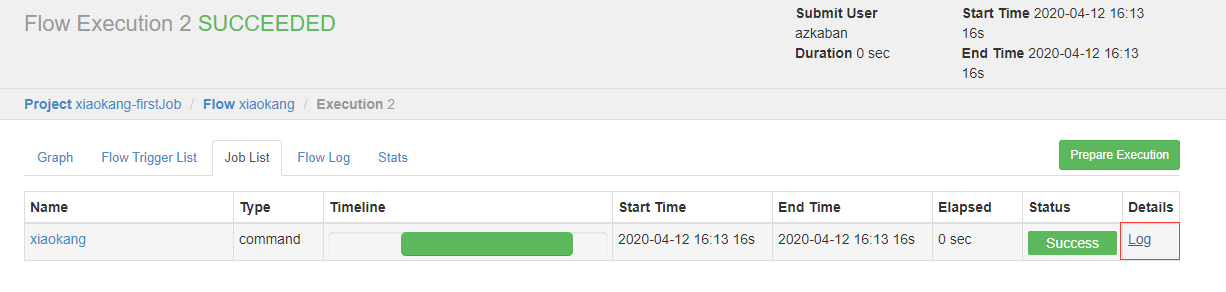 Flow Execution 2 SUCCEEDED
Submit User
azkaban
Duration 0 sec
Start Time 2020-04-12 16:13
16s
End Time 2020-04-12 16:13
16s
Project xiaokang-firstJob / Flow xiaokang / Execution 2
Graph Flow Trigger List Job List Flow Log Stats Prepare Execution
Name Type Timeline Start Time End Time Elapsed Status Details
xiaokang command 2020-04-12 16:13 16s 2020-04-12 16:13 16s 0 sec Success Log